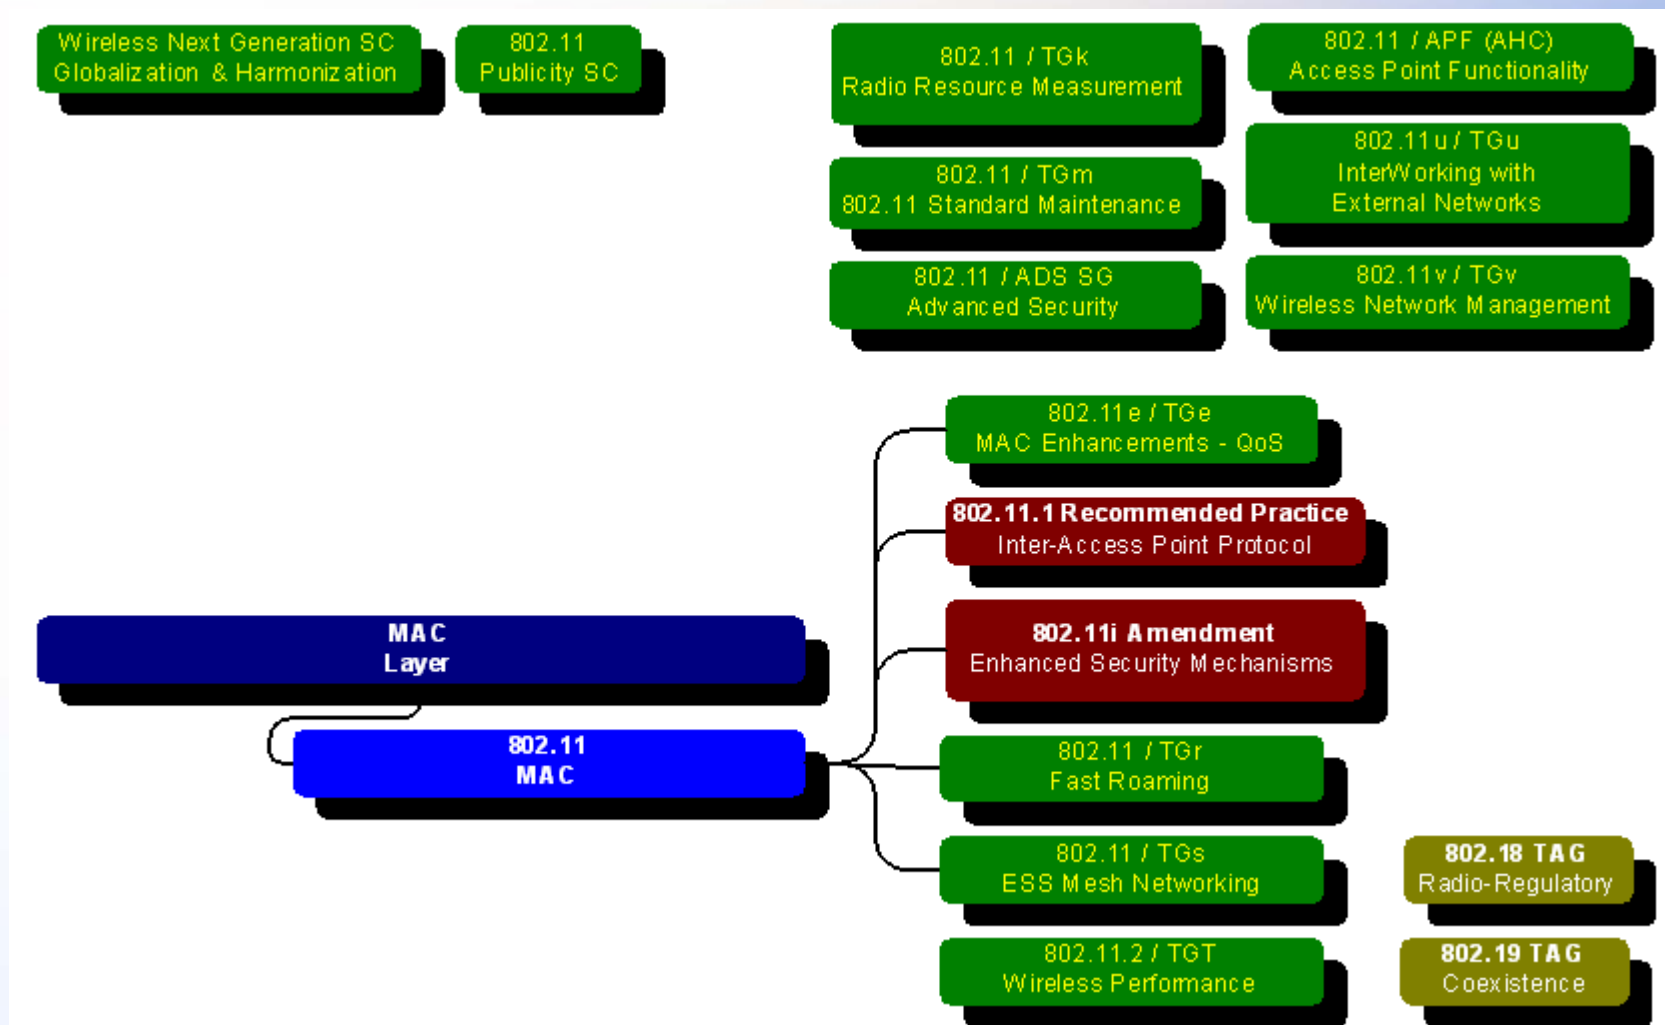 Wireless Next Generation SC
Globalization & Harmonization
802.11
Publicity SC
802.11 / TGk
Radio Resource Measurement
802.11 / APF (AHC)
Access Point Functionality
802.11 / TGm
802.11 Standard Maintenance
802.11u / TGu
InterWorking with
External Networks
802.11 / ADS SG
Advanced Security
802.11v / TGv
Wireless Network Management
802.11e / TGe
MAC Enhancements - QoS
802.11.1 Recommended Practice
Inter-Access Point Protocol
802.11i Amendment
Enhanced Security Mechanisms
MAC
Layer
802.11
MAC
802.11 / TGr
Fast Roaming
802.11 / TGs
ESS Mesh Networking
802.18 TAG
Radio-Regulatory
802.11.2 / TGT
Wireless Performance
802.19 TAG
Coexistence